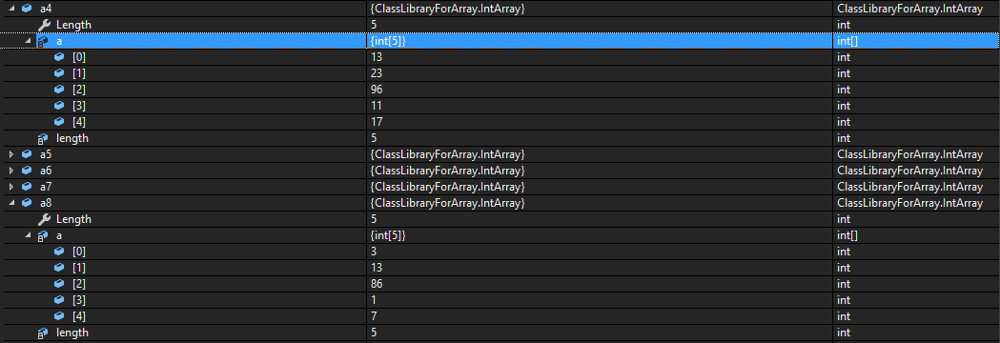 a4 {ClassLibraryForArray.IntArray} ClassLibraryForArray.IntArray
Length 5 int
a {int[5]} int[]
[0] 13 int
[1] 23 int
[2] 96 int
[3] 11 int
[4] 17 int
length 5 int
a5 {ClassLibraryForArray.IntArray} ClassLibraryForArray.IntArray
a6 {ClassLibraryForArray.IntArray} ClassLibraryForArray.IntArray
a7 {ClassLibraryForArray.IntArray} ClassLibraryForArray.IntArray
a8 {ClassLibraryForArray.IntArray} ClassLibraryForArray.IntArray
Length 5 int
a {int[5]} int[]
[0] 3 int
[1] 13 int
[2] 86 int
[3] 1 int
[4] 7 int
length 5 int